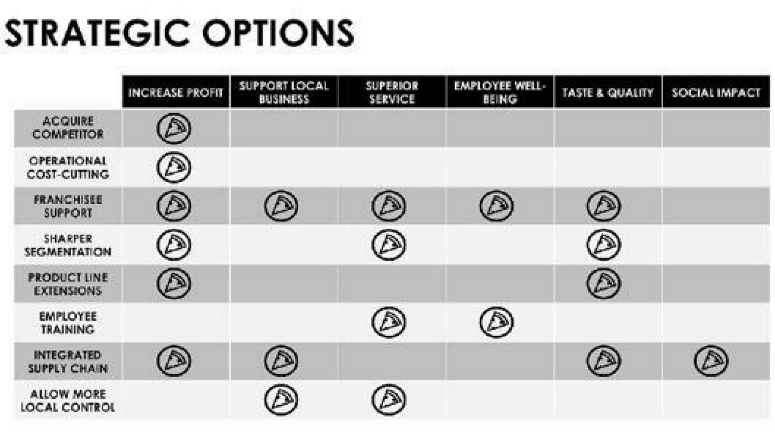 STRATEGIC OPTIONS
INCREASE PROFIT
SUPPORT LOCAL
BUSINESS
SUPERIOR
SERVICE
EMPLOYEE WELL-
BEING
TASTE & QUALITY
SOCIAL IMPACT
ACQUIRE
COMPETITOR
OPERATIONAL
COST-CUTTING
FRANCHISEE
SUPPORT
SHARPER
SEGMENTATION
PRODUCT LINE
EXTENSIONS
EMPLOYEE
TRAINING
INTEGRATED
SUPPLY CHAIN
ALLOW MORE
LOCAL CONTROL